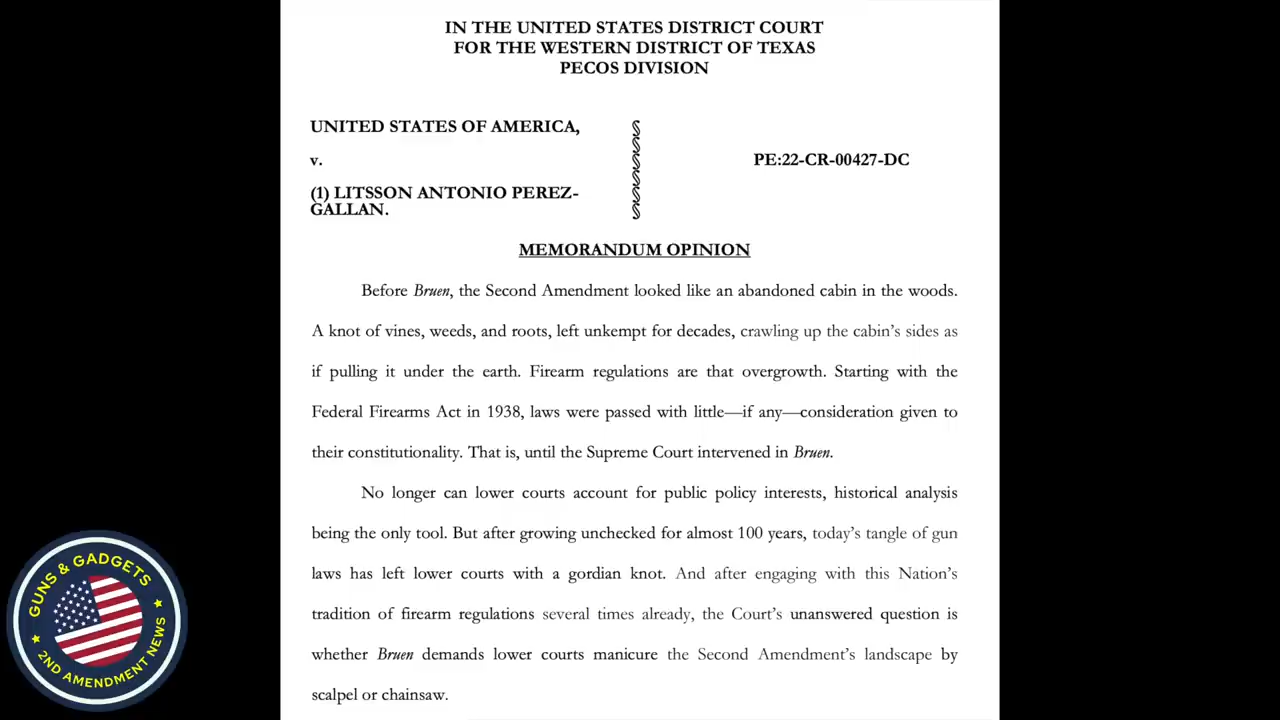 IN THE UNITED STATES DISTRICT COURT
FOR THE WESTERN DISTRICT OF TEXAS
PECOS DIVISION
UNITED STATES OF AMERICA,
v.
(1) LITSSON ANTONIO PEREZ-
GALLAN.
§
§
§
§
§
§
PE:22-CR-00427-DC
MEMORANDUM OPINION
Before Bruen, the Second Amendment looked like an abandoned cabin in the woods.
A knot of vines, weeds, and roots, left unkempt for decades, crawling up the cabin’s sides as
if pulling it under the earth. Firearm regulations are that overgrowth. Starting with the
Federal Firearms Act in 1938, laws were passed with little—if any—consideration given to
their constitutionality. That is, until the Supreme Court intervened in Bruen.
No longer can lower courts account for public policy interests, historical analysis
being the only tool. But after growing unchecked for almost 100 years, today’s tangle of gun
laws has left lower courts with a gordian knot. And after engaging with this Nation’s
tradition of firearm regulations several times already, the Court’s unanswered question is
whether Bruen demands lower courts manicure the Second Amendment’s landscape by
scalpel or chainsaw.
GUNS & GADGETS
2ND AMENDMENT NEWS